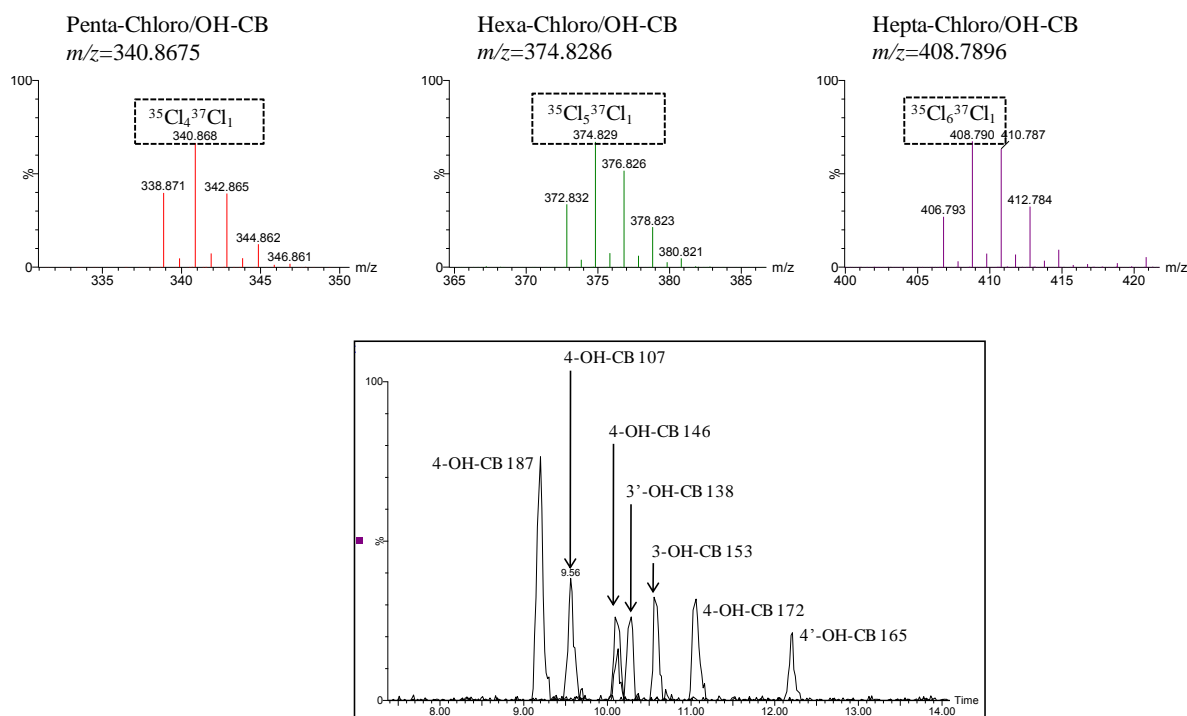 Penta-Chloro/OH-CB
m/z=340.8675
100
%
0
³⁵Cl₄³⁷Cl₁
340.868
338.871
342.865
344.862
346.861
335
340
345
350
m/z
Hexa-Chloro/OH-CB
m/z=374.8286
100
%
0
³⁵Cl₅³⁷Cl₁
374.829
376.826
372.832
378.823
380.821
365
370
375
380
385
m/z
Hepta-Chloro/OH-CB
m/z=408.7896
100
%
0
³⁵Cl₆³⁷Cl₁
408.790
410.787
406.793
412.784
400
405
410
415
420
m/z
4-OH-CB 107
100
4-OH-CB 146
4-OH-CB 187
3’-OH-CB 138
%
3-OH-CB 153
9.56
4-OH-CB 172
4’-OH-CB 165
0
Time
8.00
9.00
10.00
11.00
12.00
13.00
14.00